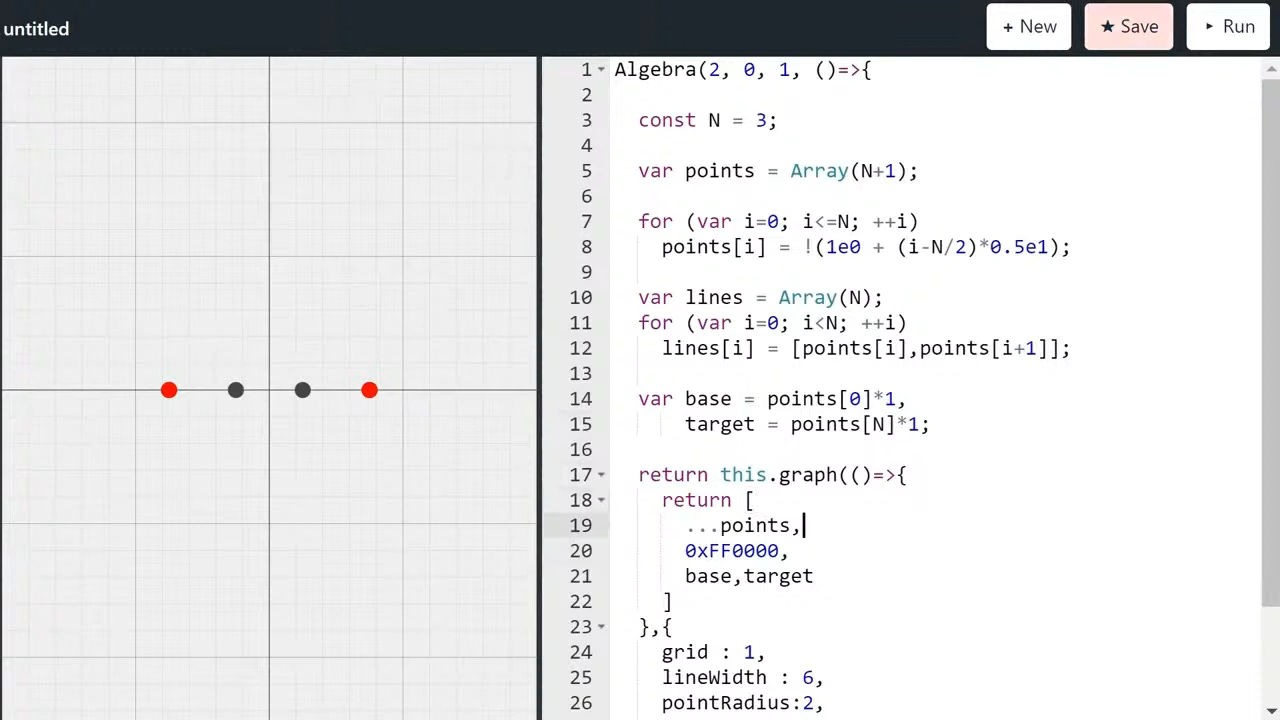 untitled
+ New
★ Save
‣ Run
1 Algebra(2, 0, 1, ()=>{
2
3 const N = 3;
4
5 var points = Array(N+1);
6
7 for (var i=0; i<=N; ++i)
8 points[i] = !(1e0 + (i-N/2)*0.5e1);
9
10 var lines = Array(N);
11 for (var i=0; i<N; ++i)
12 lines[i] = [points[i],points[i+1]];
13
14 var base = points[0]*1,
15 target = points[N]*1;
16
17 return this.graph(()=>{
18 return [
19 ...points,
20 0xFF0000,
21 base,target
22 ]
23 },{
24 grid : 1,
25 lineWidth : 6,
26 pointRadius:2,